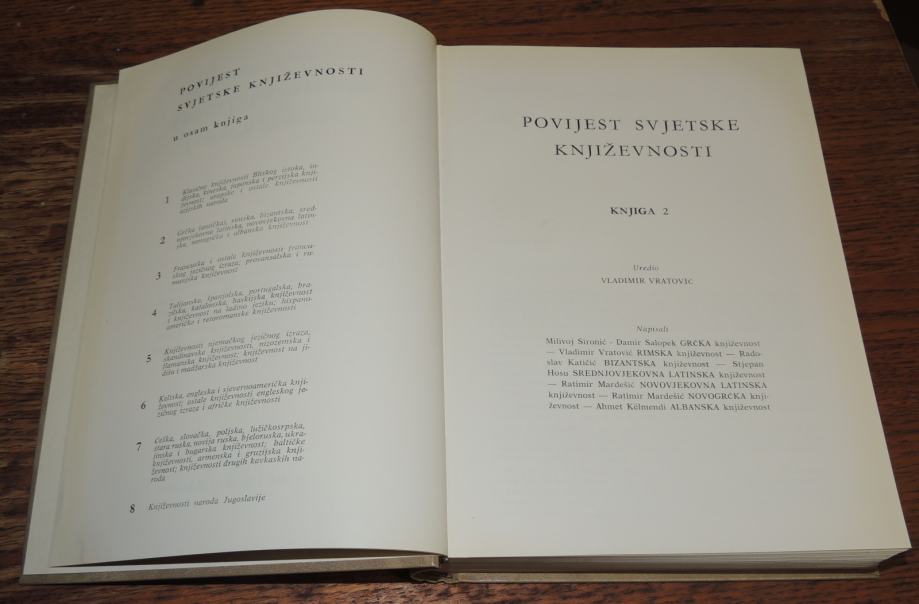 POVIJEST
SVJETSKE KNJIŽEVNOSTI
u osam knjiga
1 Klasične književnosti Bliskog istoka, in-
dijska, kineska, japanska i perzijska knji-
ževnost; usmene i ostale književnosti
azijskih naroda
2 Grčka (antička), rimska, bizantska, sred-
njovjekovna latinska, novovjekovna latin-
ska, novogrčka i albanska književnost
3 Francuska i ostale književnosti francu-
skog jezičnog izraza; provansalska i ru-
munjska književnost
4 Talijanska, španjolska, portugalska, bra-
zilska, katalonska, baskijska književnost
i književnost na ladino jeziku; hispano-
američke i retoromanske književnosti
5 Književnosti njemačkog jezičnog izraza,
skandinavske književnosti, nizozemska i
flamanska književnost, književnost na ji-
dišu i madžarska književnost
6 Keltska, engleska i sjevernoamerička knji-
ževnost; ostale književnosti engleskog je-
zičnog izraza i afričke književnosti
7 Češka, slovačka, poljska, lužičkosrpska,
stara ruska, novija ruska, bjeloruska, ukra-
jinska i bugarska književnost; baltičke
književnosti, armenska i gruzijska knji-
ževnost; književnosti drugih kavkaskih na-
roda
8 Književnosti naroda Jugoslavije
POVIJEST SVJETSKE
KNJIŽEVNOSTI
KNJIGA 2
Uredio
VLADIMIR VRATOVIĆ
Napisali
Milivoj Sironić - Damir Salopek GRČKA književnost
— Vladimir Vratović RIMSKA književnost — Rado-
slav Katičić BIZANTSKA književnost — Stjepan
Hosu SREDNJOVJEKOVNA LATINSKA književnost
— Ratimir Mardešić NOVOVJEKOVNA LATINSKA
književnost — Ratimir Mardešić NOVOGRČKA knji-
ževnost — Ahmet Këlmendi ALBANSKA književnost